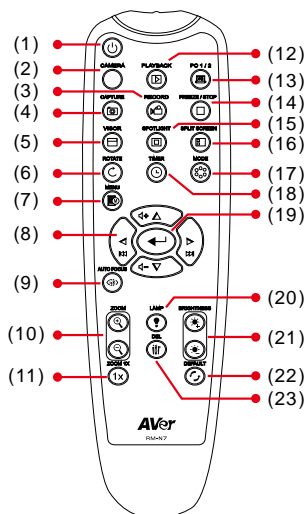 (1)
CAMERA
PLAYBACK
PC 1 / 2
(12)
(2)
(13)
(3)
CAPTURE
RECORD
FREEZE / STOP
(14)
(4)
(15)
VISOR
SPOTLIGHT
SPLIT SCREEN
(5)
(16)
ROTATE
TIMER
MODE
(6)
(17)
(18)
MENU
(7)
(19)
(8)
AUTO FOCUS
(9)
(20)
ZOOM
LAMP
BRIGHTNESS
(10)
DEL
(21)
ZOOM 1X
DEFAULT
(11)
1x
(22)
(23)
AVer
RM-N7